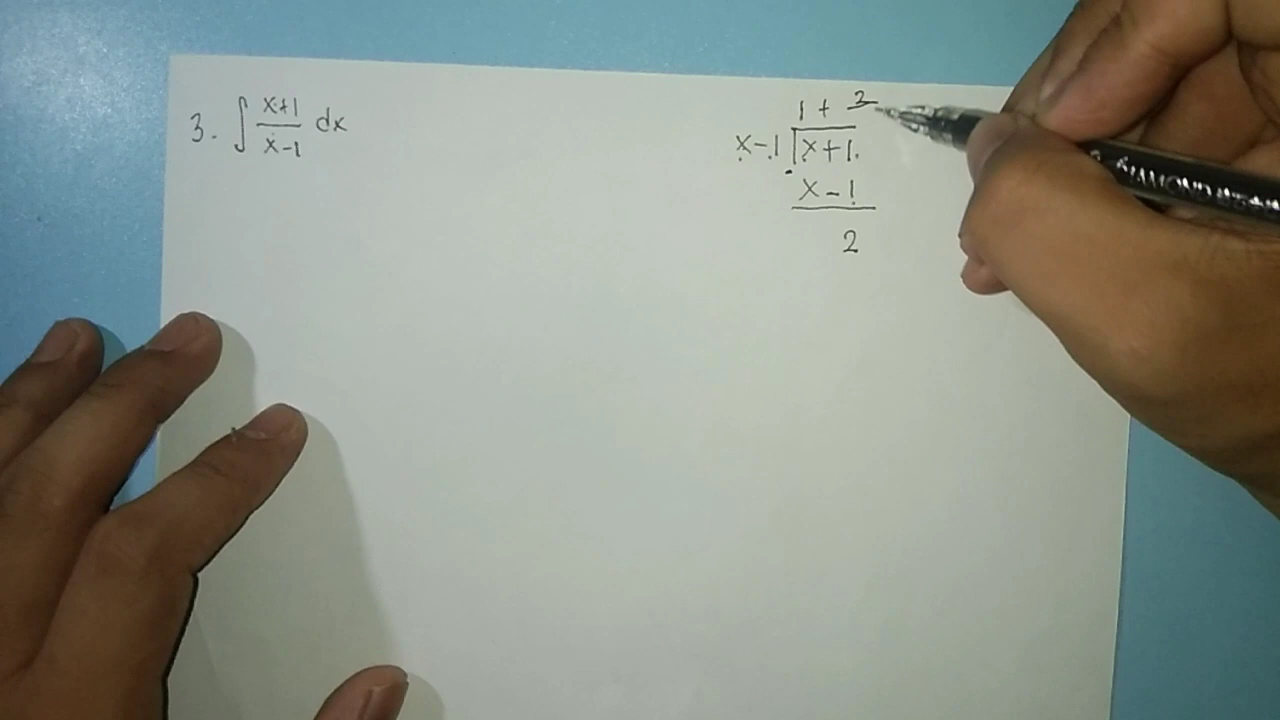 3. ∫ x+1 / x-1 dx
1 + 2
x-1 | x+1
x - 1
2